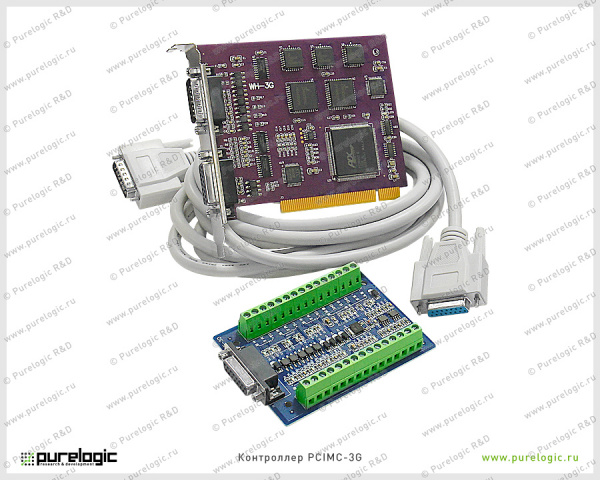 WH-3G
purelogic
research & development
Контроллер PCIMC-3G
www.purelogic.ru
© Purelogic R&D
www.purelogic.ru